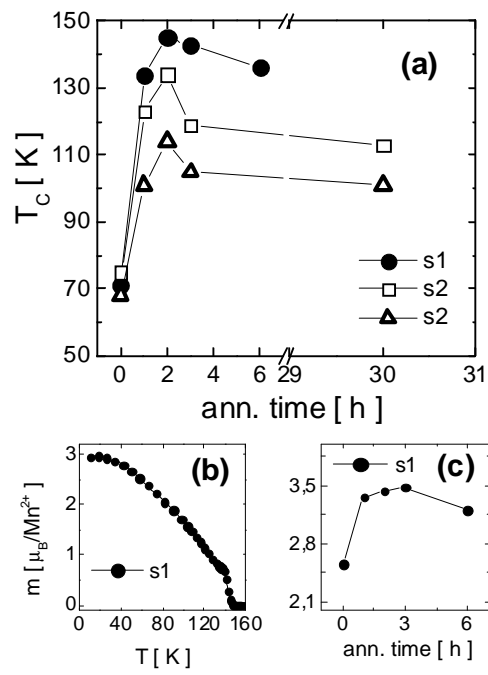 150
130
110
90
70
50
T_C [ K ]
(a)
s1
s2
s2
0 2 4 6 29 30 31
ann. time [ h ]
3
2
1
0
m [ μ_B/Mn²⁺ ]
(b)
s1
0 40 80 120 160
T [ K ]
s1
(c)
3,5
2,8
2,1
0 3 6
ann. time [ h ]